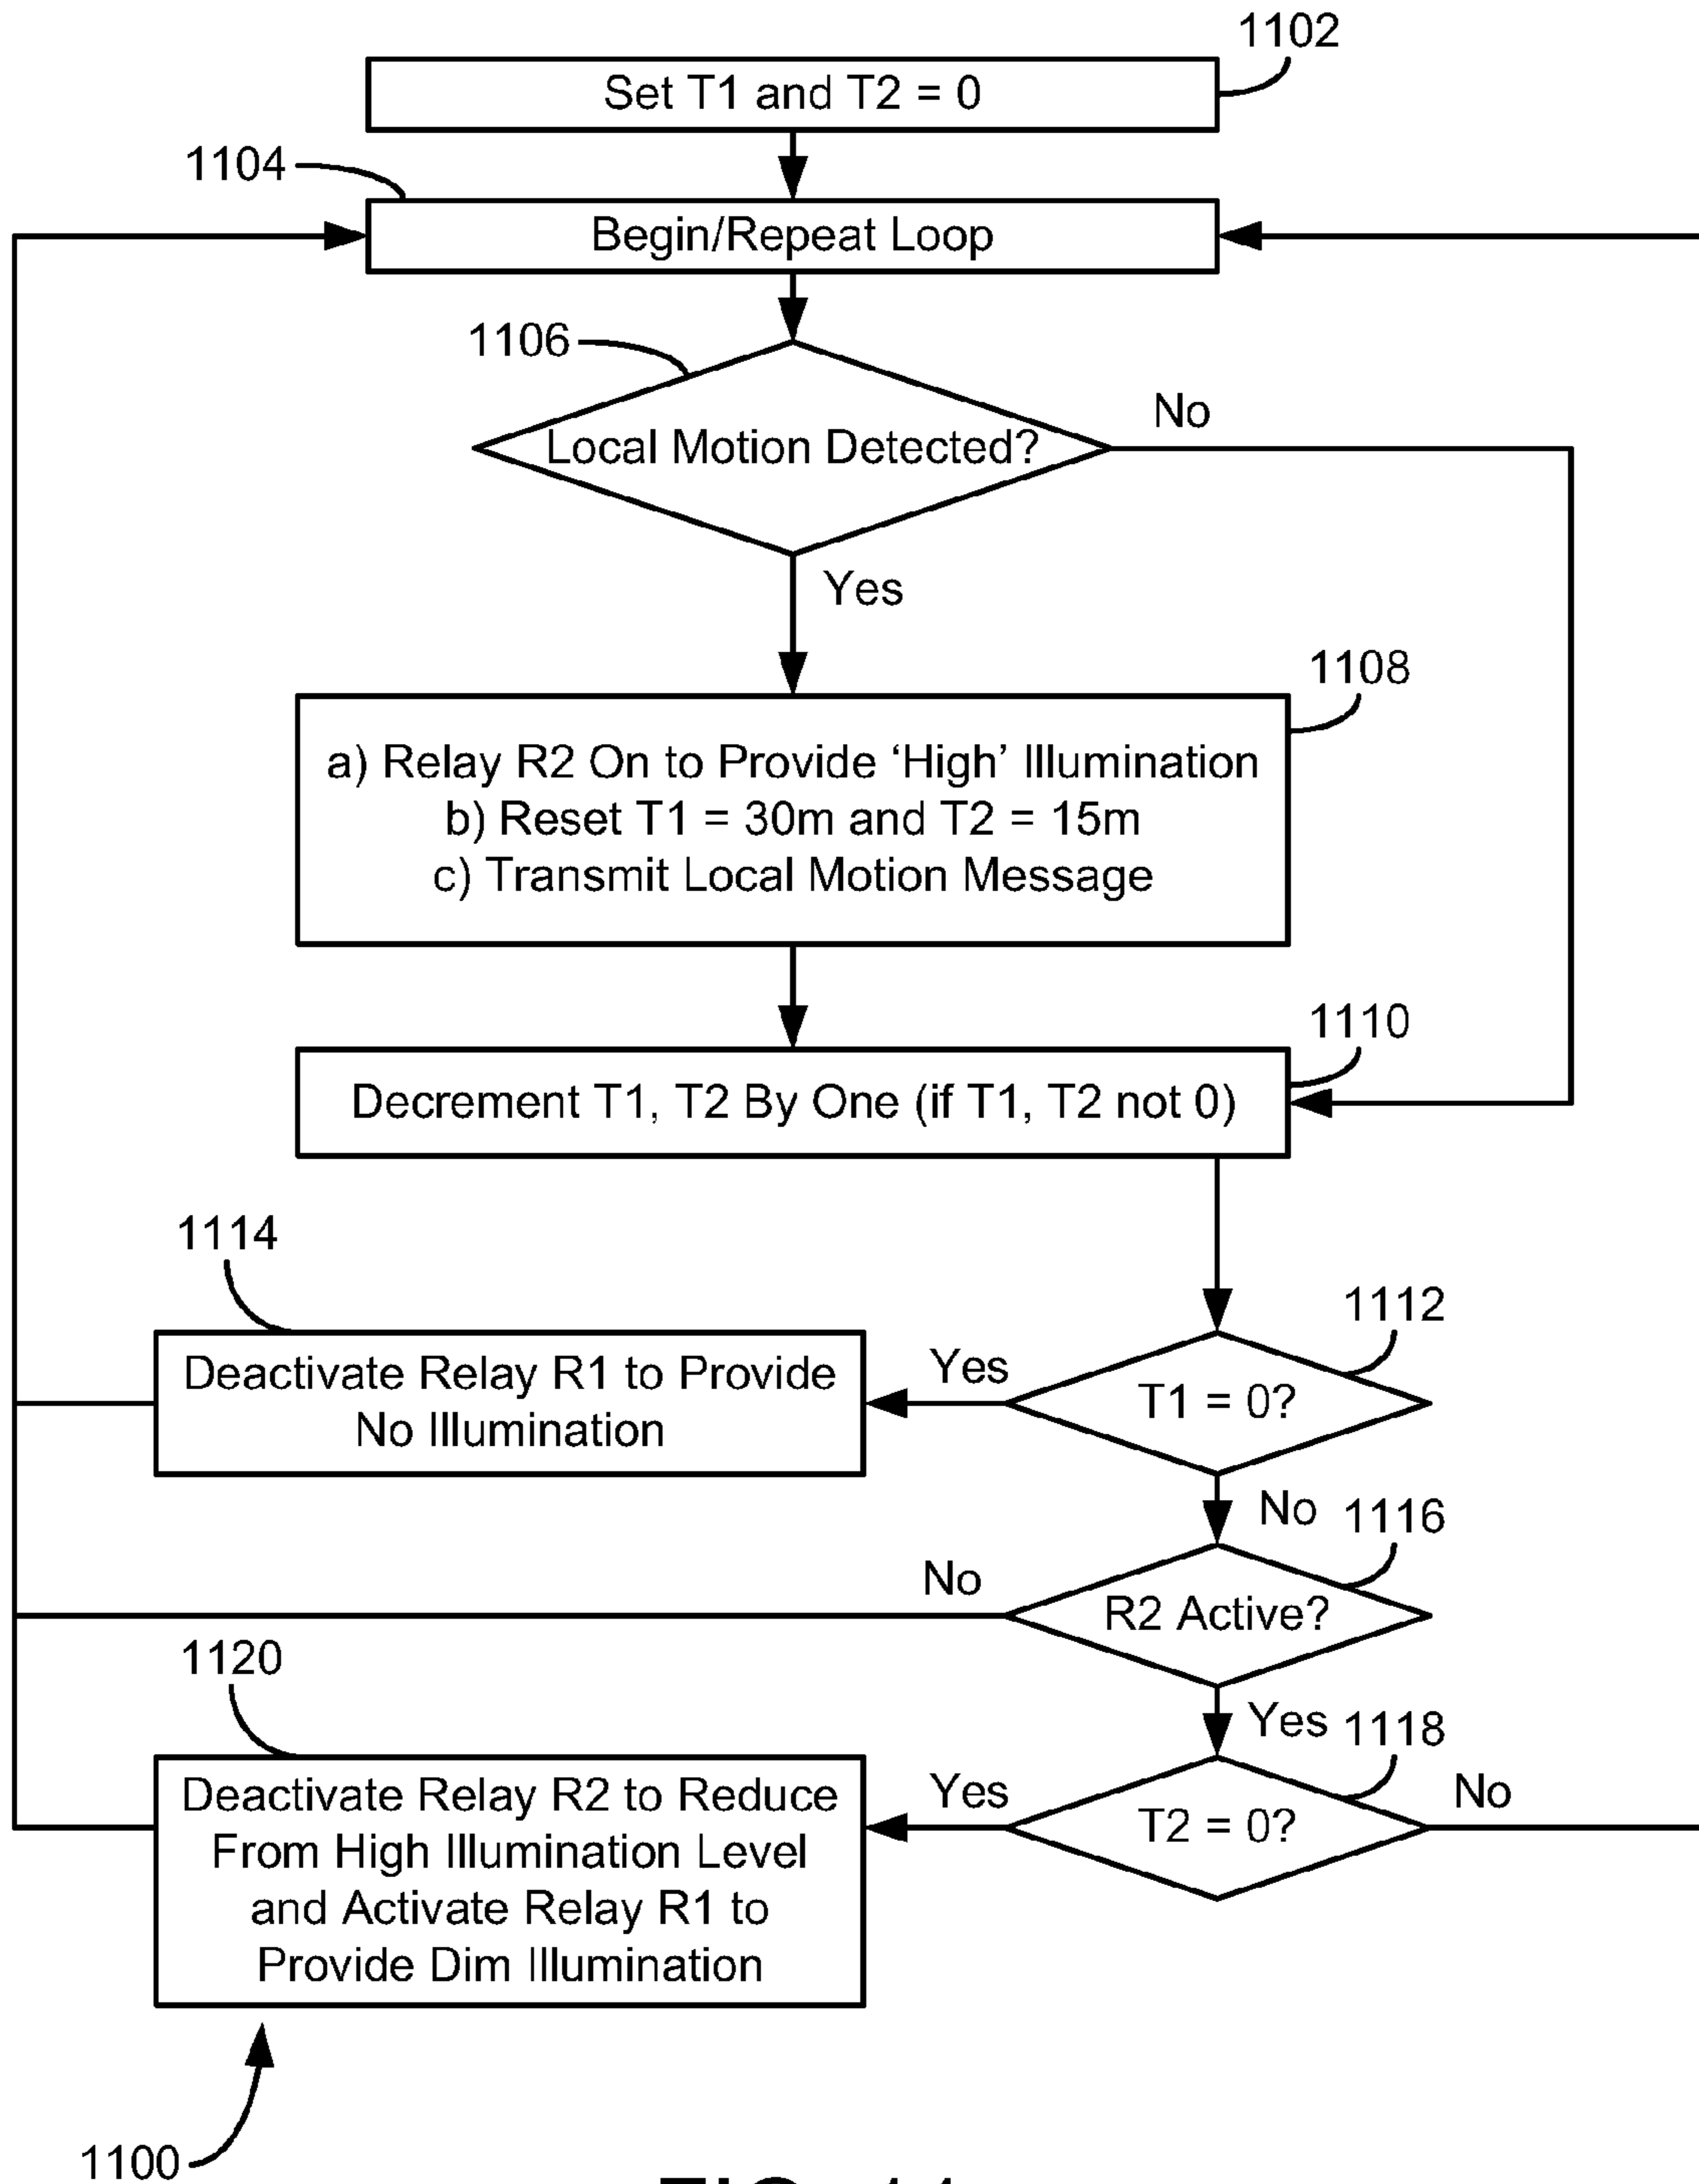 1102
Set T1 and T2 = 0
1104
Begin/Repeat Loop
1106
Local Motion Detected?
No
Yes
1108
a) Relay R2 On to Provide ‘High’ Illumination
b) Reset T1 = 30m and T2 = 15m
c) Transmit Local Motion Message
1110
Decrement T1, T2 By One (if T1, T2 not 0)
1114
1112
Deactivate Relay R1 to Provide
No Illumination
Yes
T1 = 0?
No
1116
No
R2 Active?
1120
Yes
1118
Deactivate Relay R2 to Reduce
From High Illumination Level
and Activate Relay R1 to
Provide Dim Illumination
Yes
T2 = 0?
No
1100